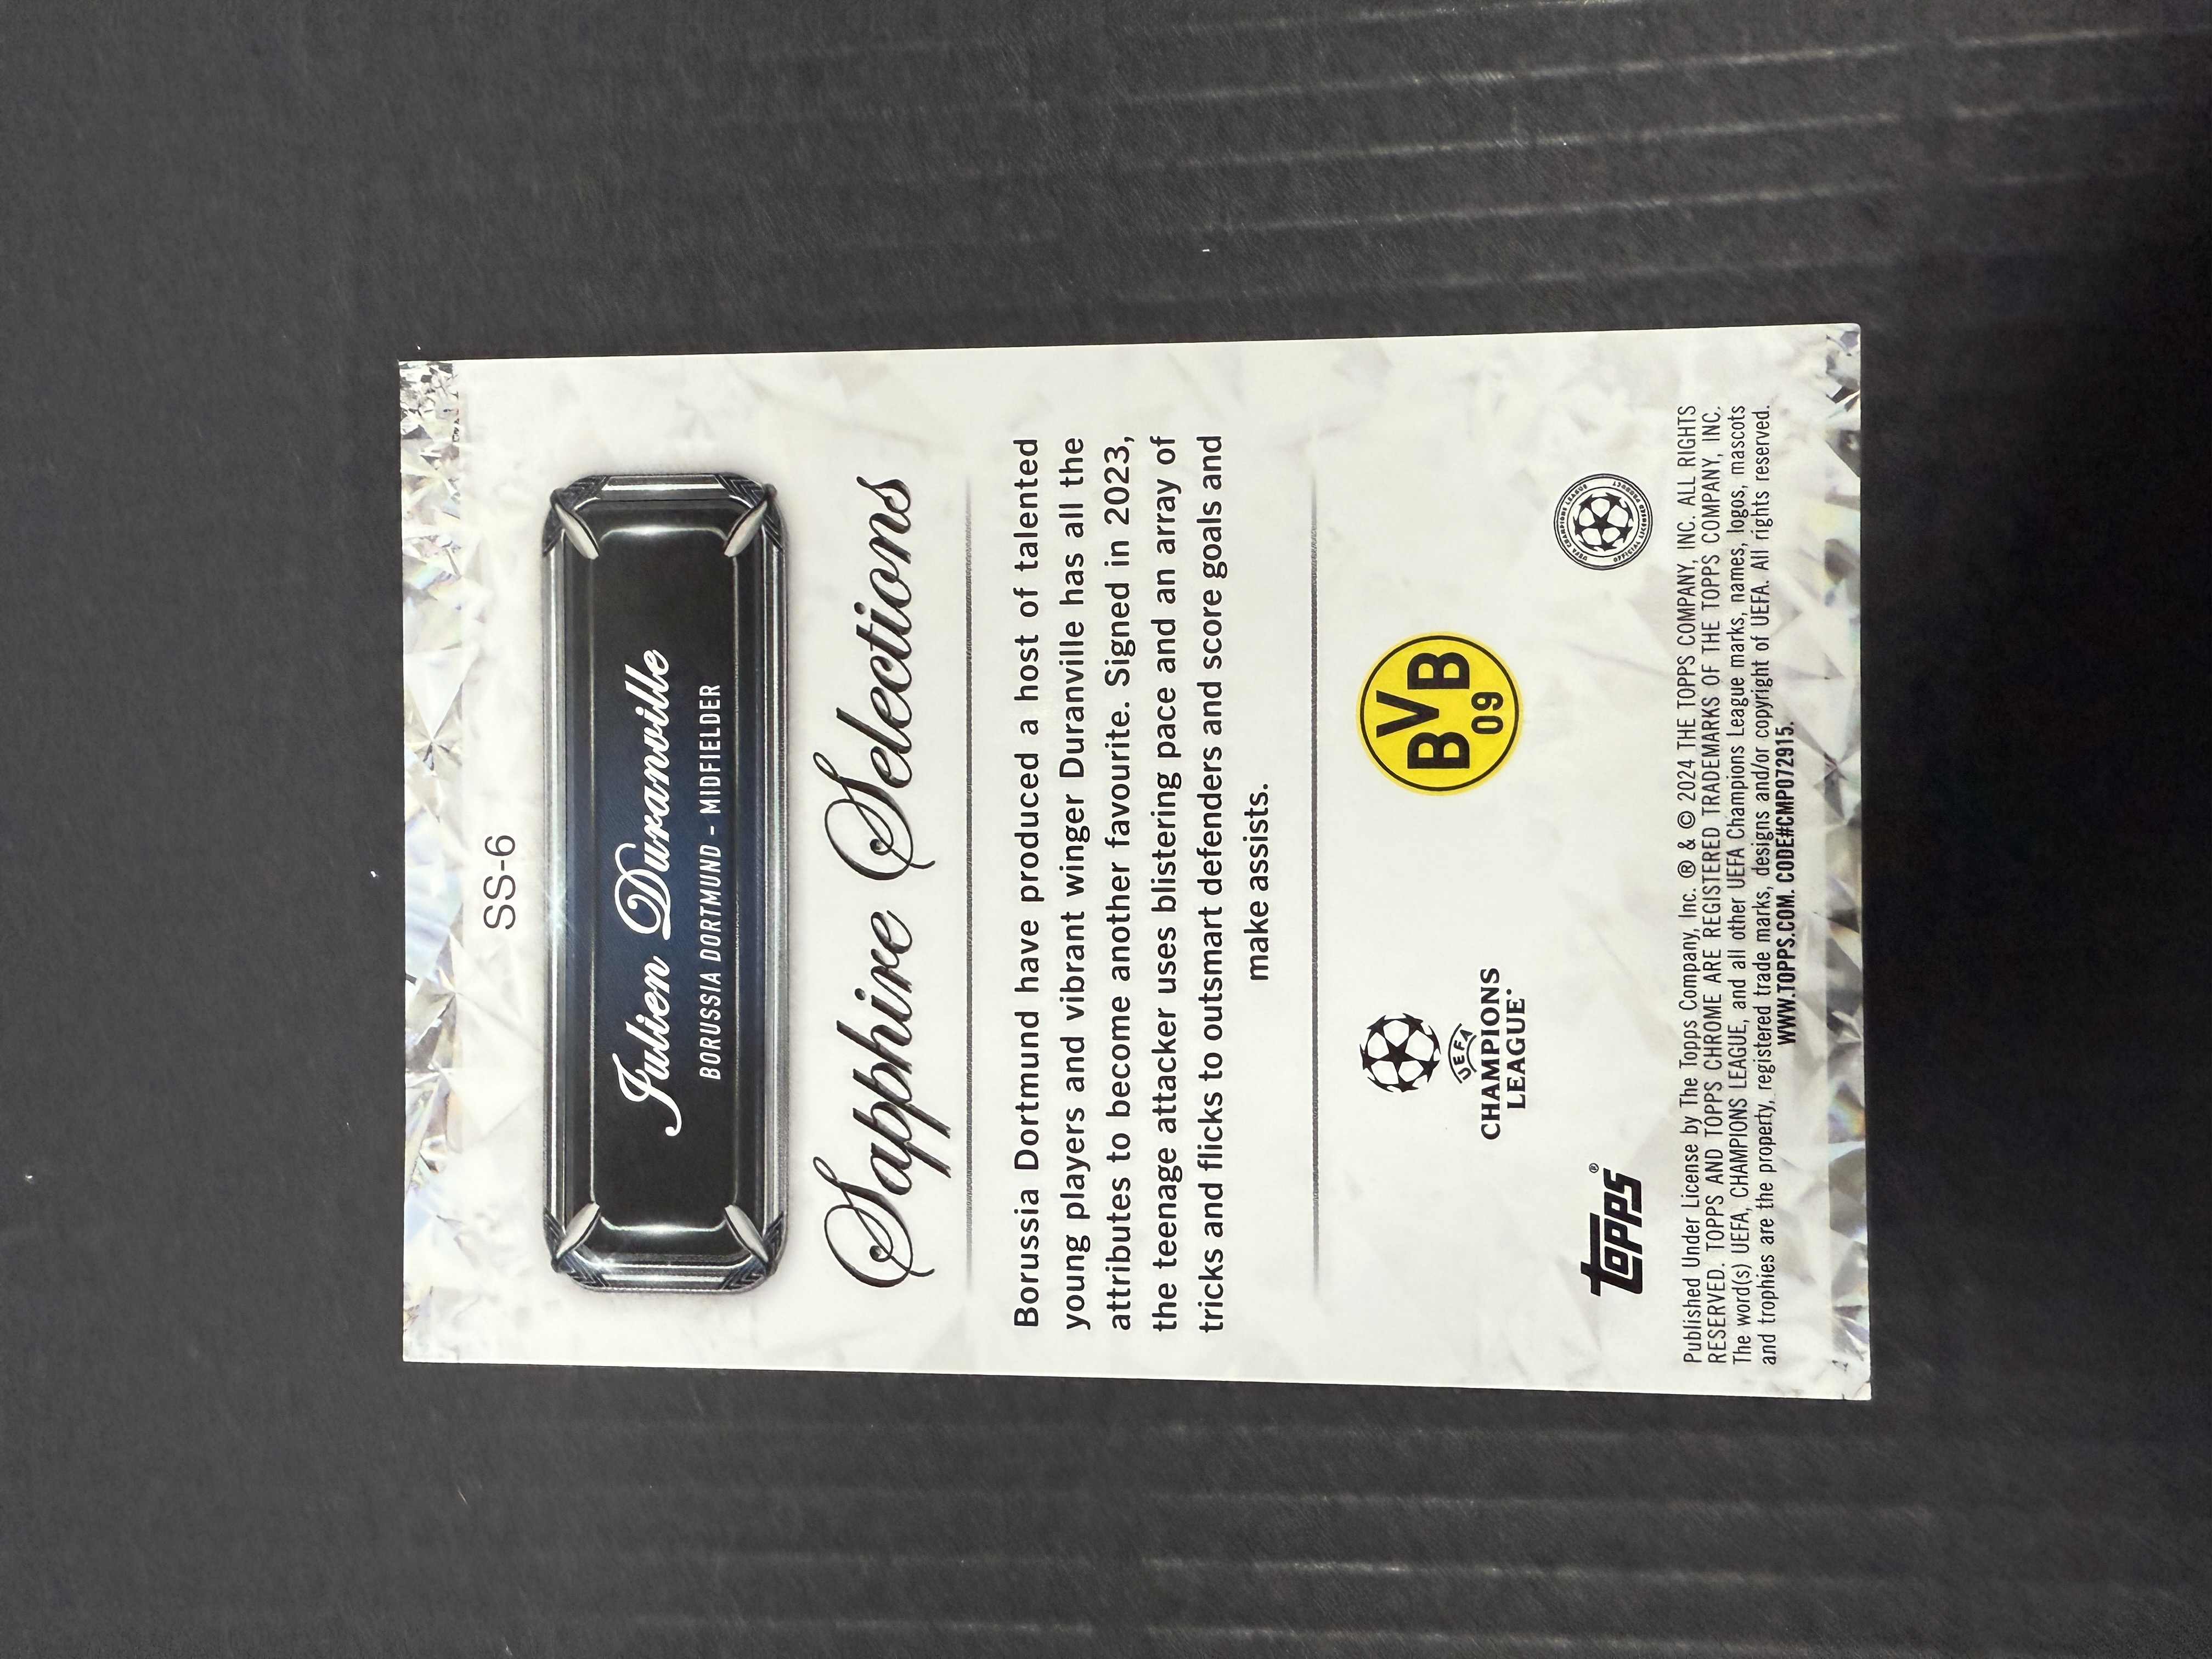 SS-6
Julien Duranville
BORUSSIA DORTMUND - MIDFIELDER
Sapphire Selections
Borussia Dortmund have produced a host of talented
young players and vibrant winger Duranville has all the
attributes to become another favourite. Signed in 2023,
the teenage attacker uses blistering pace and an array of
tricks and flicks to outsmart defenders and score goals and
make assists.
UEFA
CHAMPIONS
LEAGUE®
BVB
09
topps®
UEFA CHAMPIONS LEAGUE
OFFICIAL LICENSED PRODUCT
Published Under License by The Topps Company, Inc. ® & © 2024 THE TOPPS COMPANY, INC. ALL RIGHTS
RESERVED. TOPPS AND TOPPS CHROME ARE REGISTERED TRADEMARKS OF THE TOPPS COMPANY, INC.
The word(s) UEFA, CHAMPIONS LEAGUE, and all other UEFA Champions League marks, names, logos, mascots
and trophies are the property, registered trade marks, designs and/or copyright of UEFA. All rights reserved.
WWW.TOPPS.COM. CODE#CMP072915.